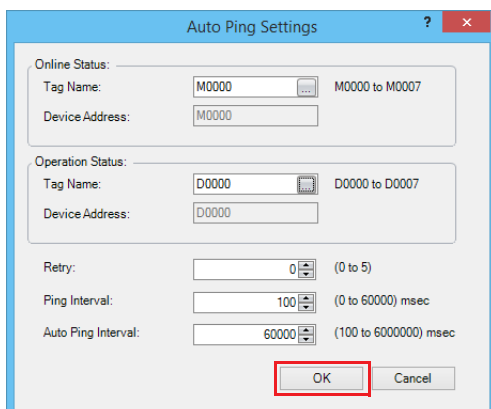 Auto Ping Settings ? ×
Online Status:
Tag Name: M0000 ... M0000 to M0007
Device Address: M0000
Operation Status:
Tag Name: D0000 ... D0000 to D0007
Device Address: D0000
Retry: 0 (0 to 5)
Ping Interval: 100 (0 to 60000) msec
Auto Ping Interval: 60000 (100 to 6000000) msec
OK Cancel